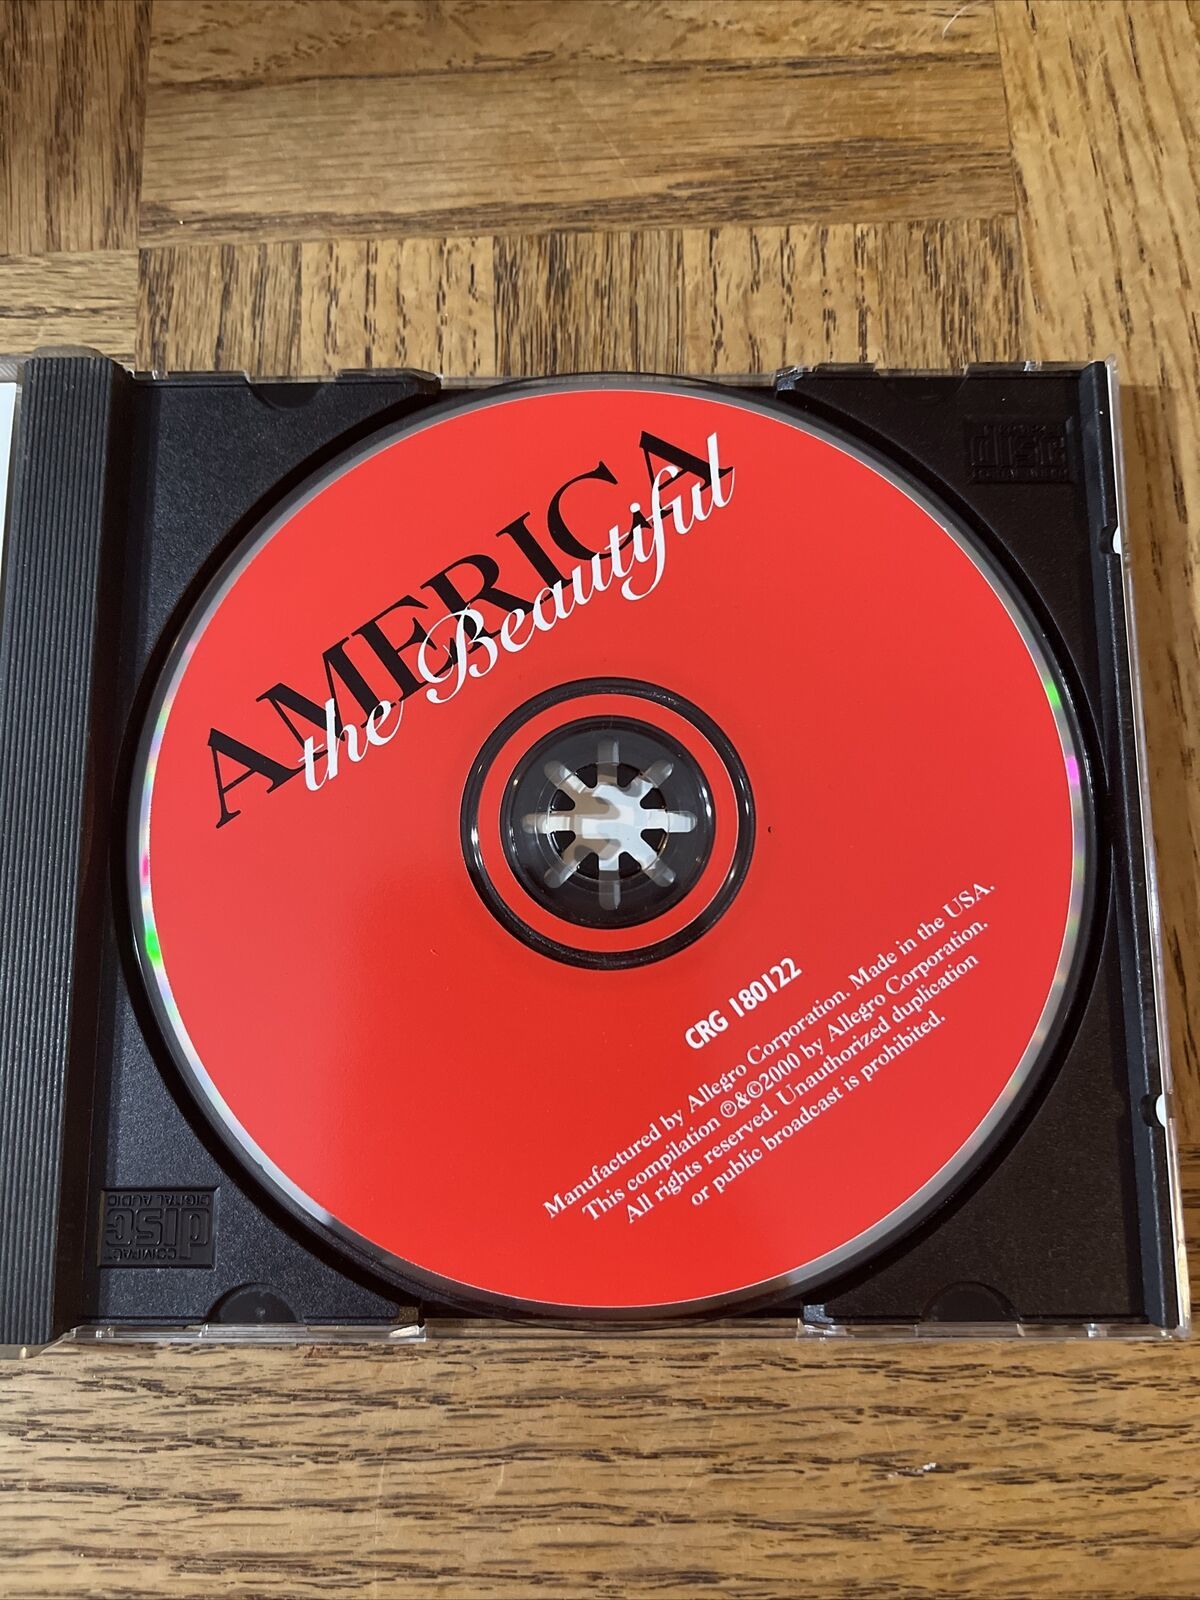 AMERICA
the Beautiful
CRG 180122
Manufactured by Allegro Corporation. Made in the USA.
This compilation ℗&©2000 by Allegro Corporation.
All rights reserved. Unauthorized duplication
or public broadcast is prohibited.
disc
COMPACT
disc
DIGITAL AUDIO